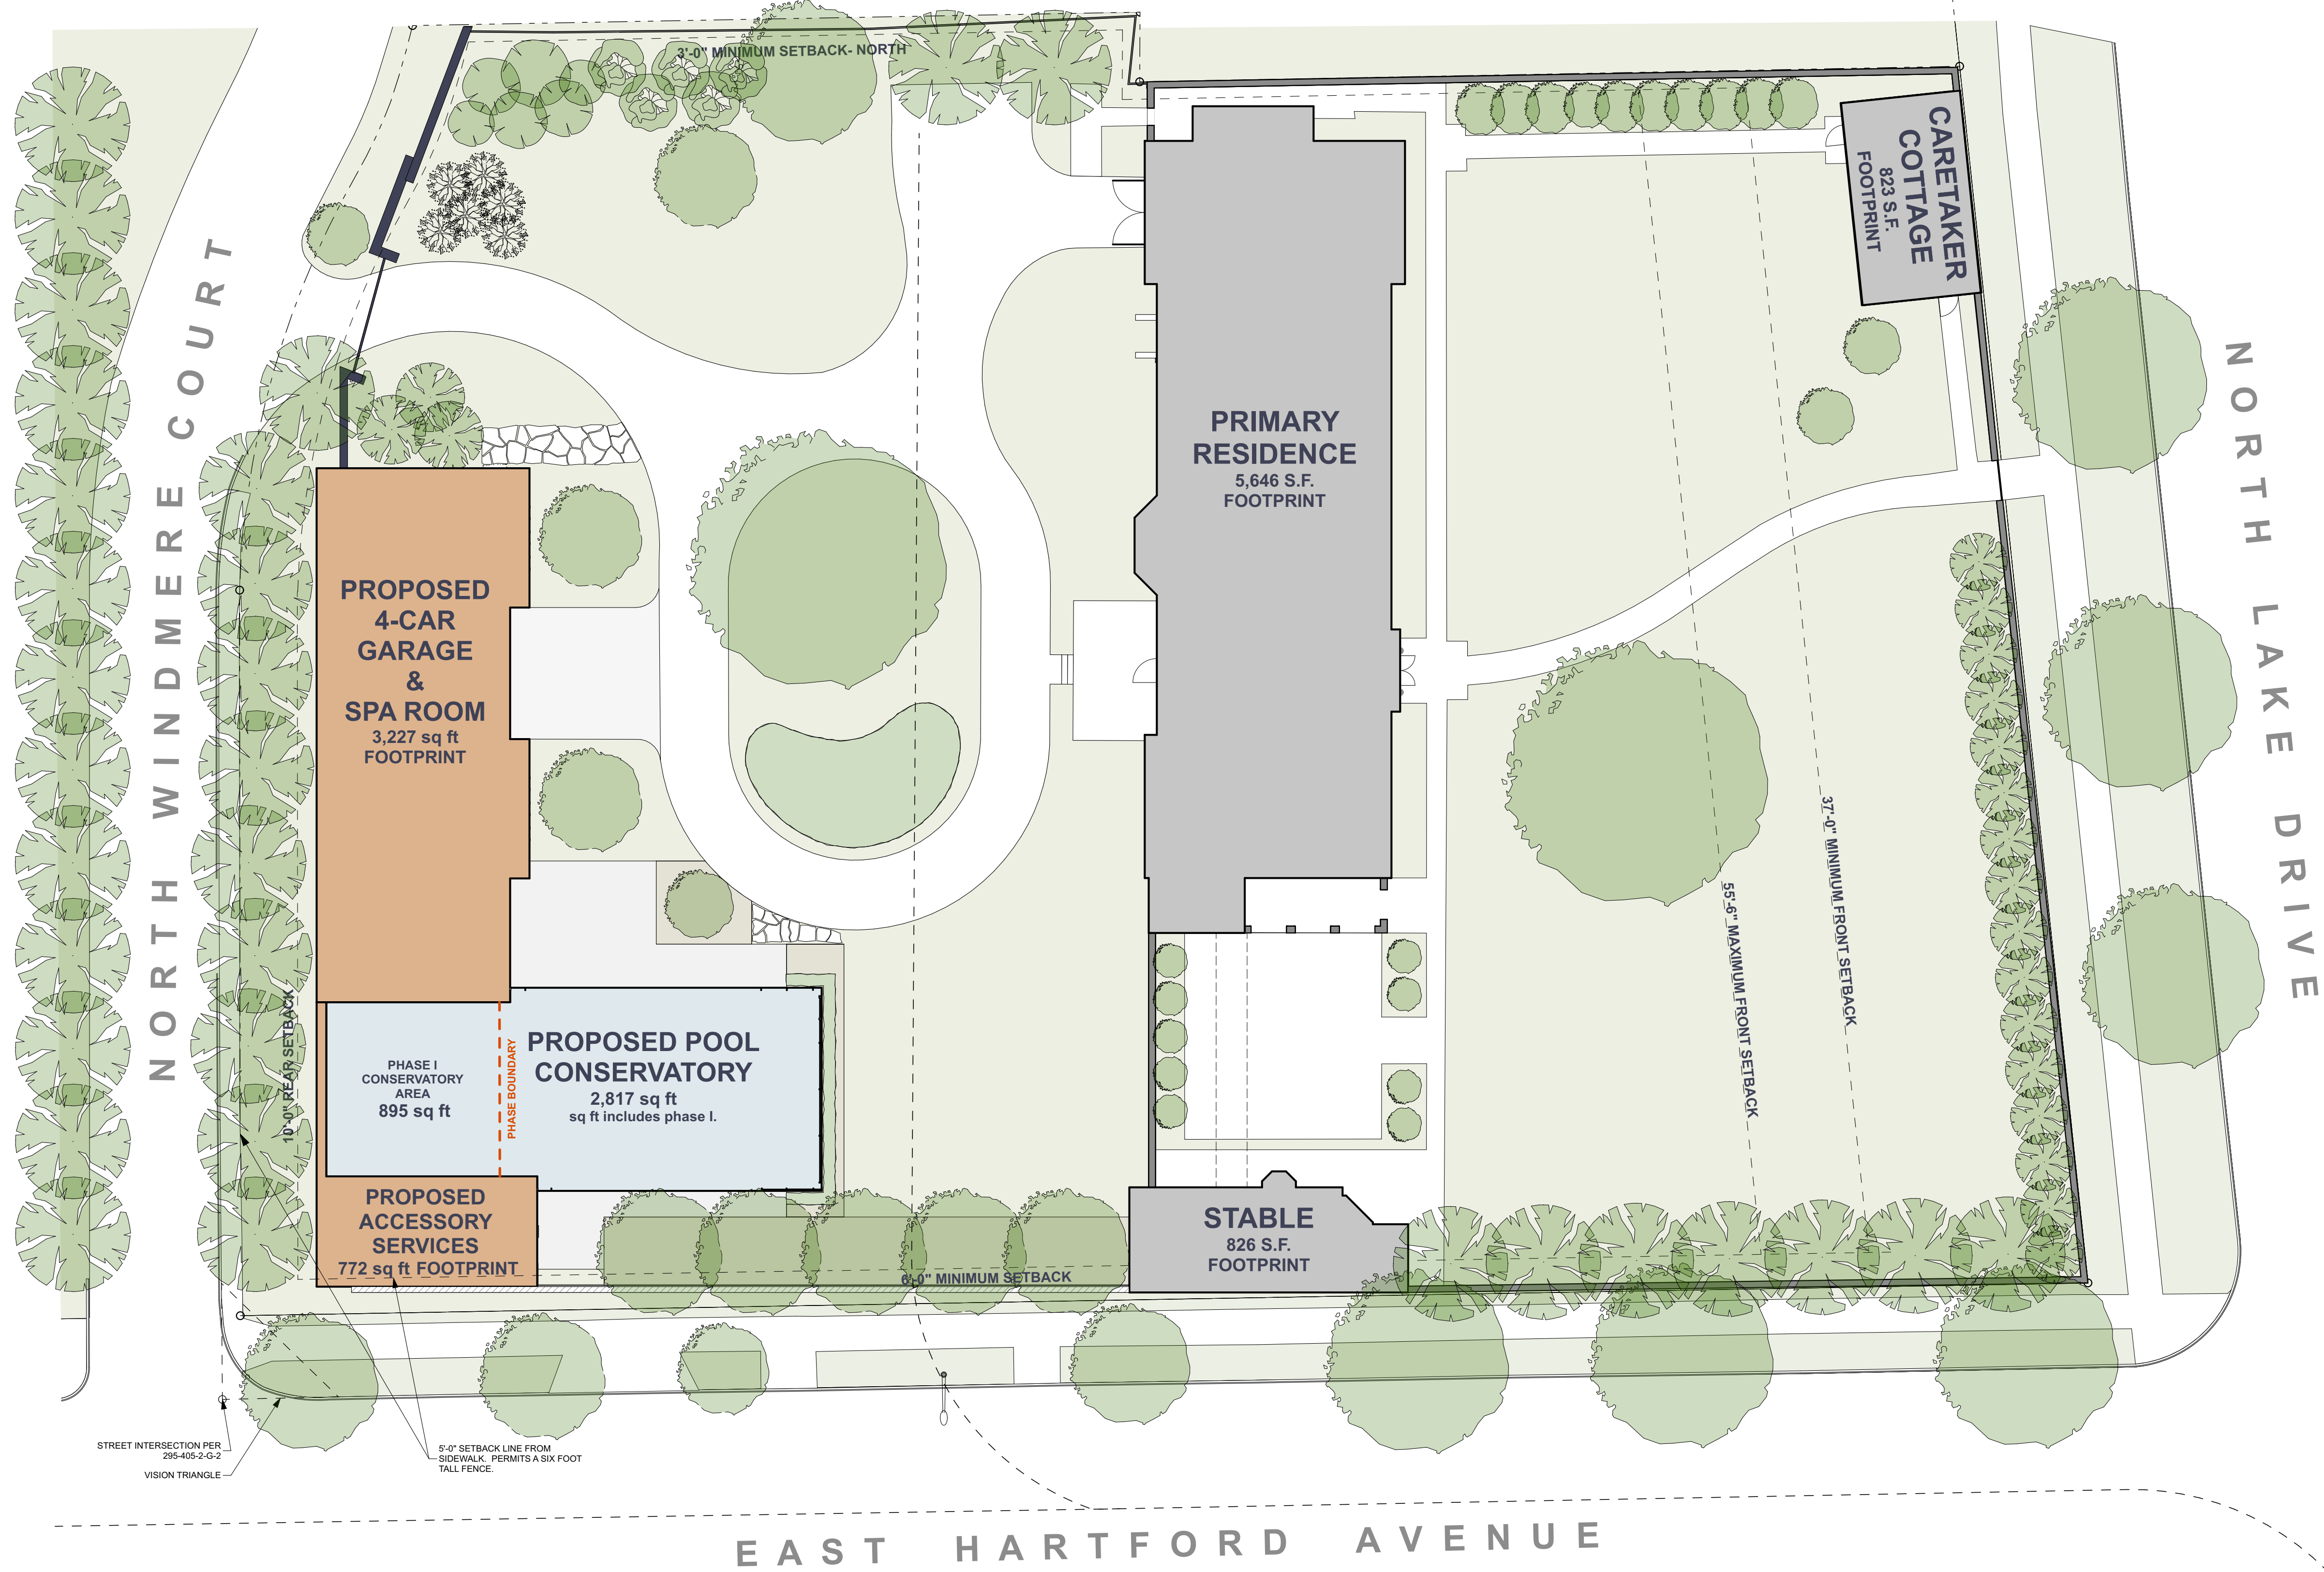 3'-0" MINIMUM SETBACK- NORTH
CARETAKER
COTTAGE
823 S.F.
FOOTPRINT
NORTH WINDMERE COURT
NORTH LAKE DRIVE
PRIMARY
RESIDENCE
5,646 S.F.
FOOTPRINT
PROPOSED
4-CAR
GARAGE
&
SPA ROOM
3,227 sq ft
FOOTPRINT
37'-0" MINIMUM FRONT SETBACK
55'-6" MAXIMUM FRONT SETBACK
10'-0" REAR SETBACK
PHASE I
CONSERVATORY
AREA
895 sq ft
PHASE BOUNDARY
PROPOSED POOL
CONSERVATORY
2,817 sq ft
sq ft includes phase I.
PROPOSED
ACCESSORY
SERVICES
772 sq ft FOOTPRINT
STABLE
826 S.F.
FOOTPRINT
6'-0" MINIMUM SETBACK
STREET INTERSECTION PER
295-405-2-G-2
VISION TRIANGLE
5'-0" SETBACK LINE FROM
SIDEWALK. PERMITS A SIX FOOT
TALL FENCE.
EAST HARTFORD AVENUE